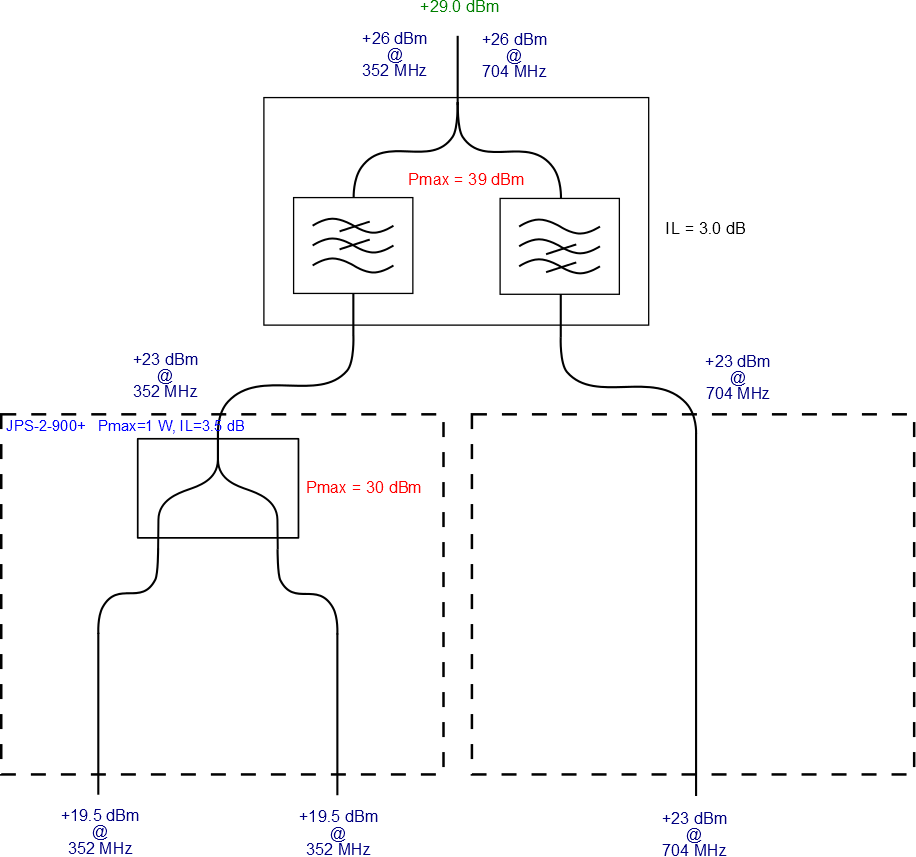 +29.0 dBm
+26 dBm
@
352 MHz
+26 dBm
@
704 MHz
Pmax = 39 dBm
IL = 3.0 dB
+23 dBm
@
352 MHz
+23 dBm
@
704 MHz
JPS-2-900+ Pmax=1 W, IL=3.5 dB
Pmax = 30 dBm
+19.5 dBm
@
352 MHz
+19.5 dBm
@
352 MHz
+23 dBm
@
704 MHz